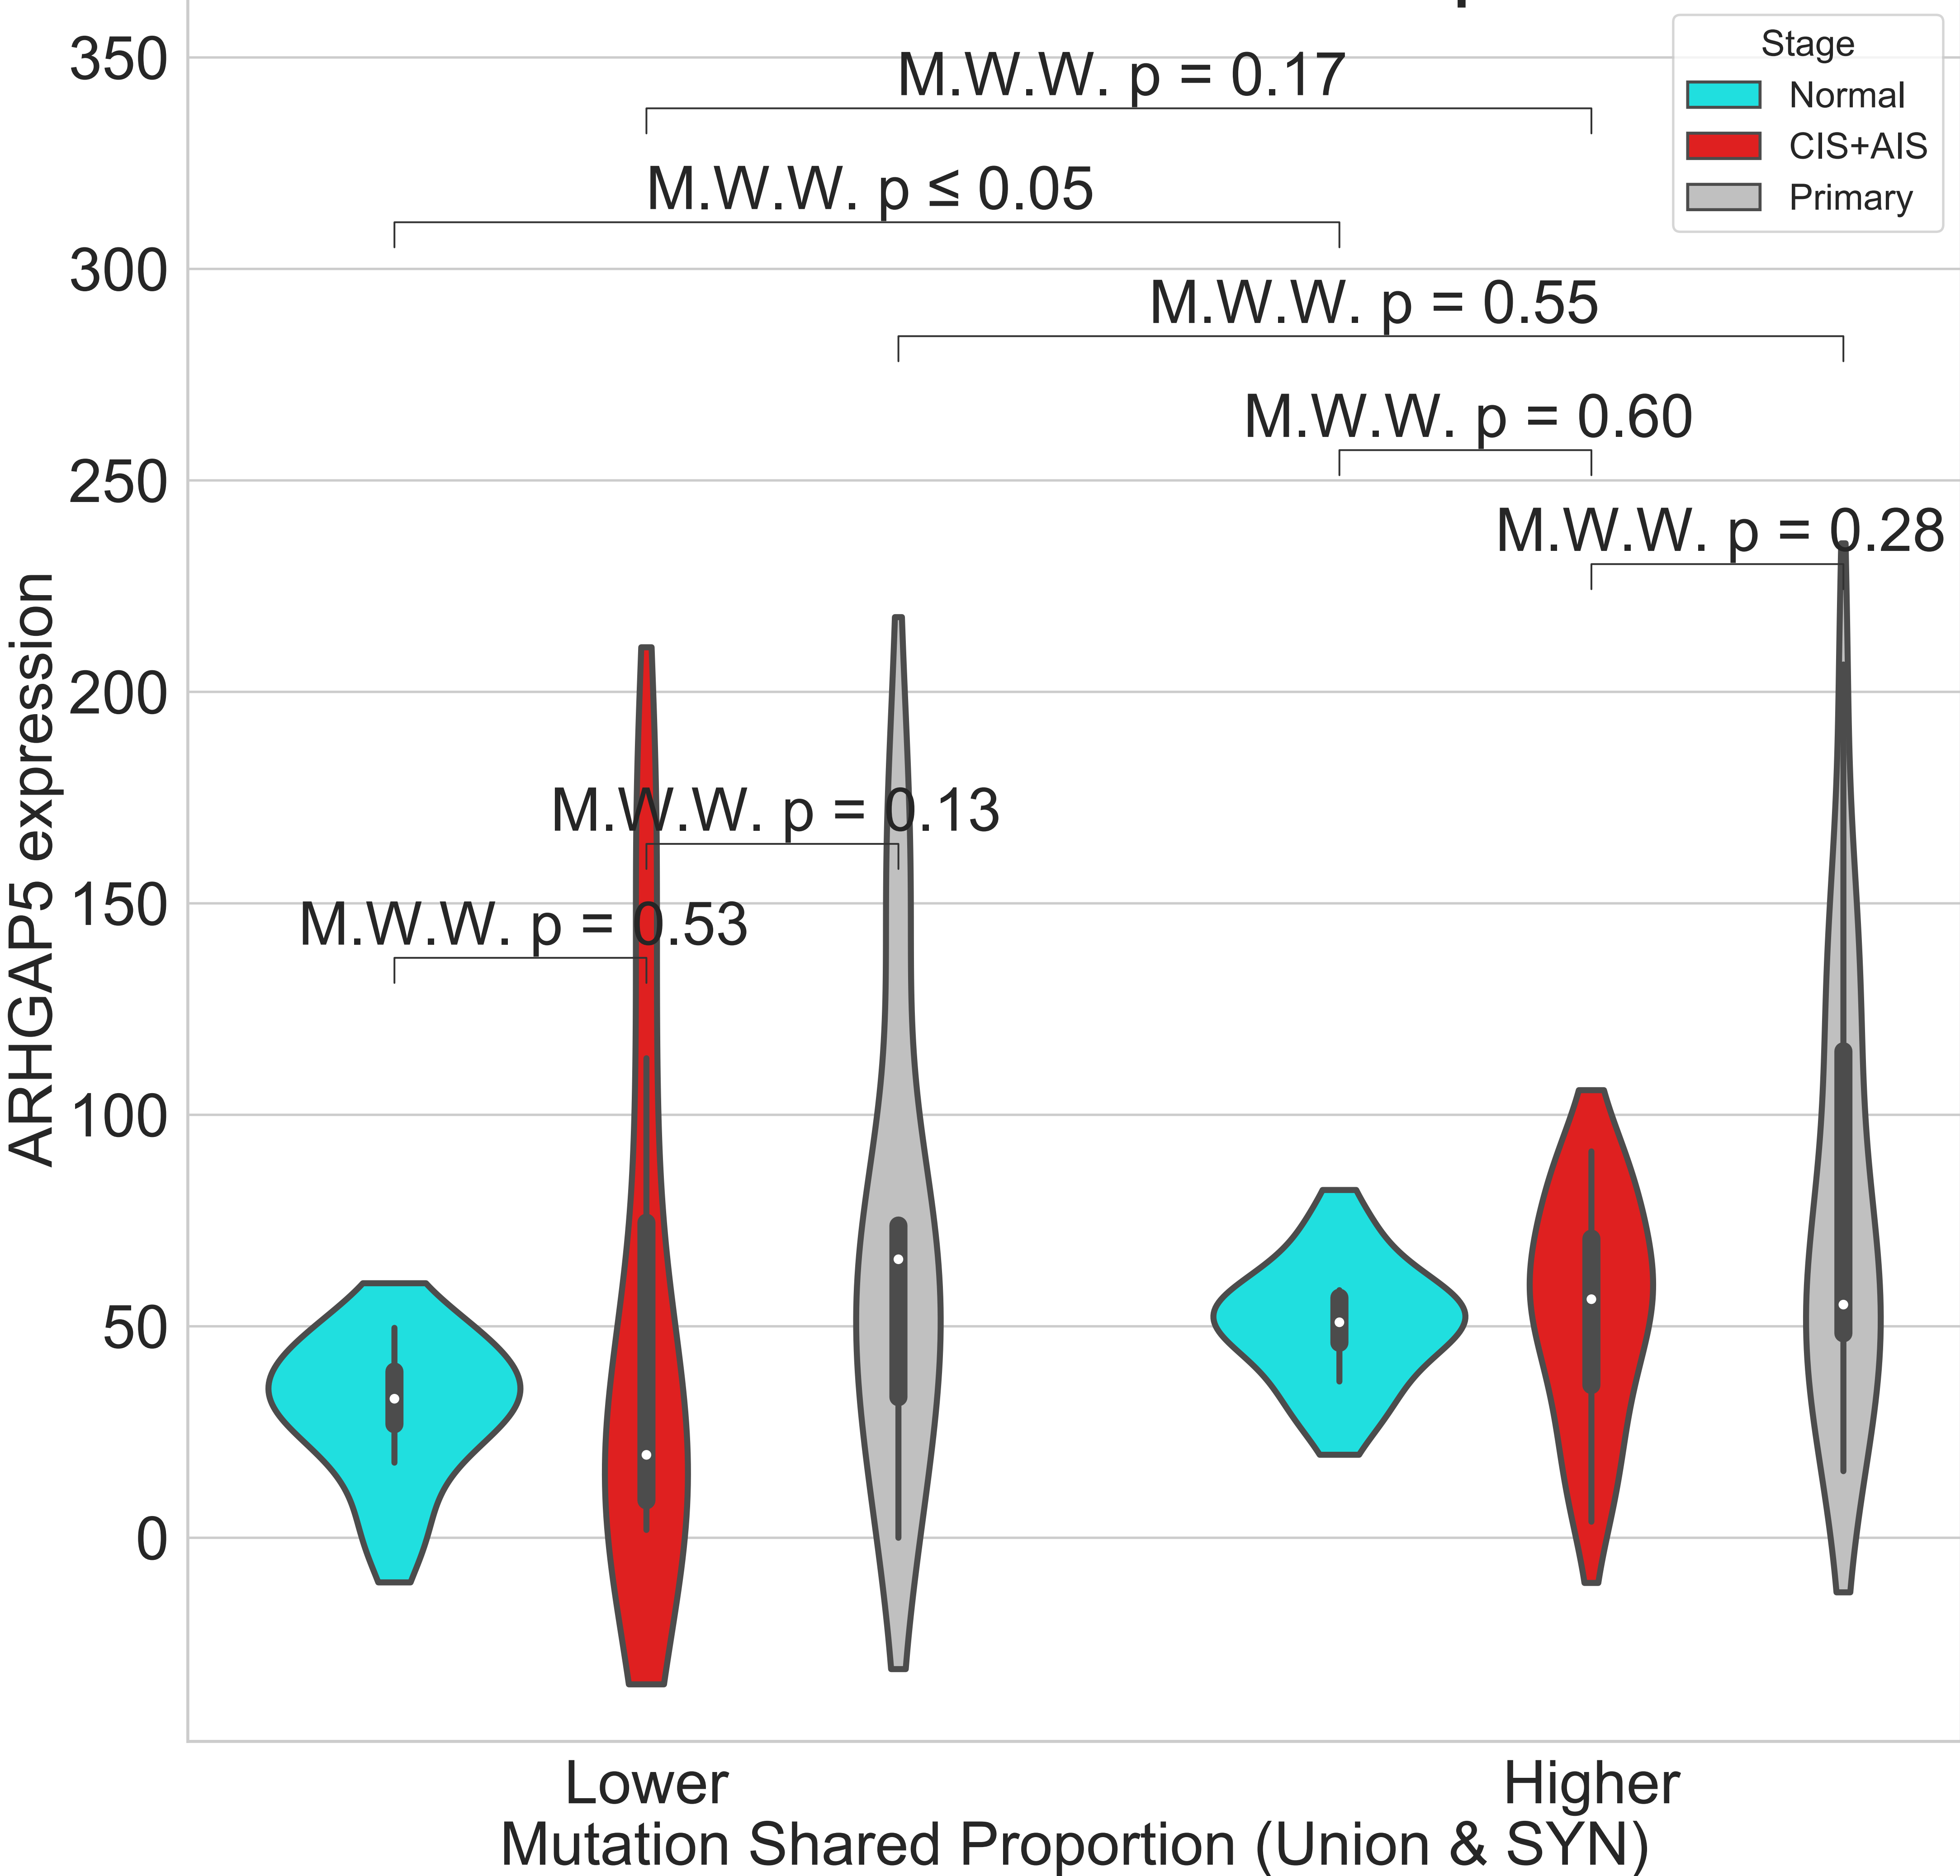 Stage
Normal
CIS+AIS
Primary
350
300
250
200
150
100
50
0
ARHGAP5 expression
M.W.W. p = 0.17
M.W.W. p ≤ 0.05
M.W.W. p = 0.55
M.W.W. p = 0.60
M.W.W. p = 0.28
M.W.W. p = 0.13
M.W.W. p = 0.53
Lower
Higher
Mutation Shared Proportion (Union & SYN)